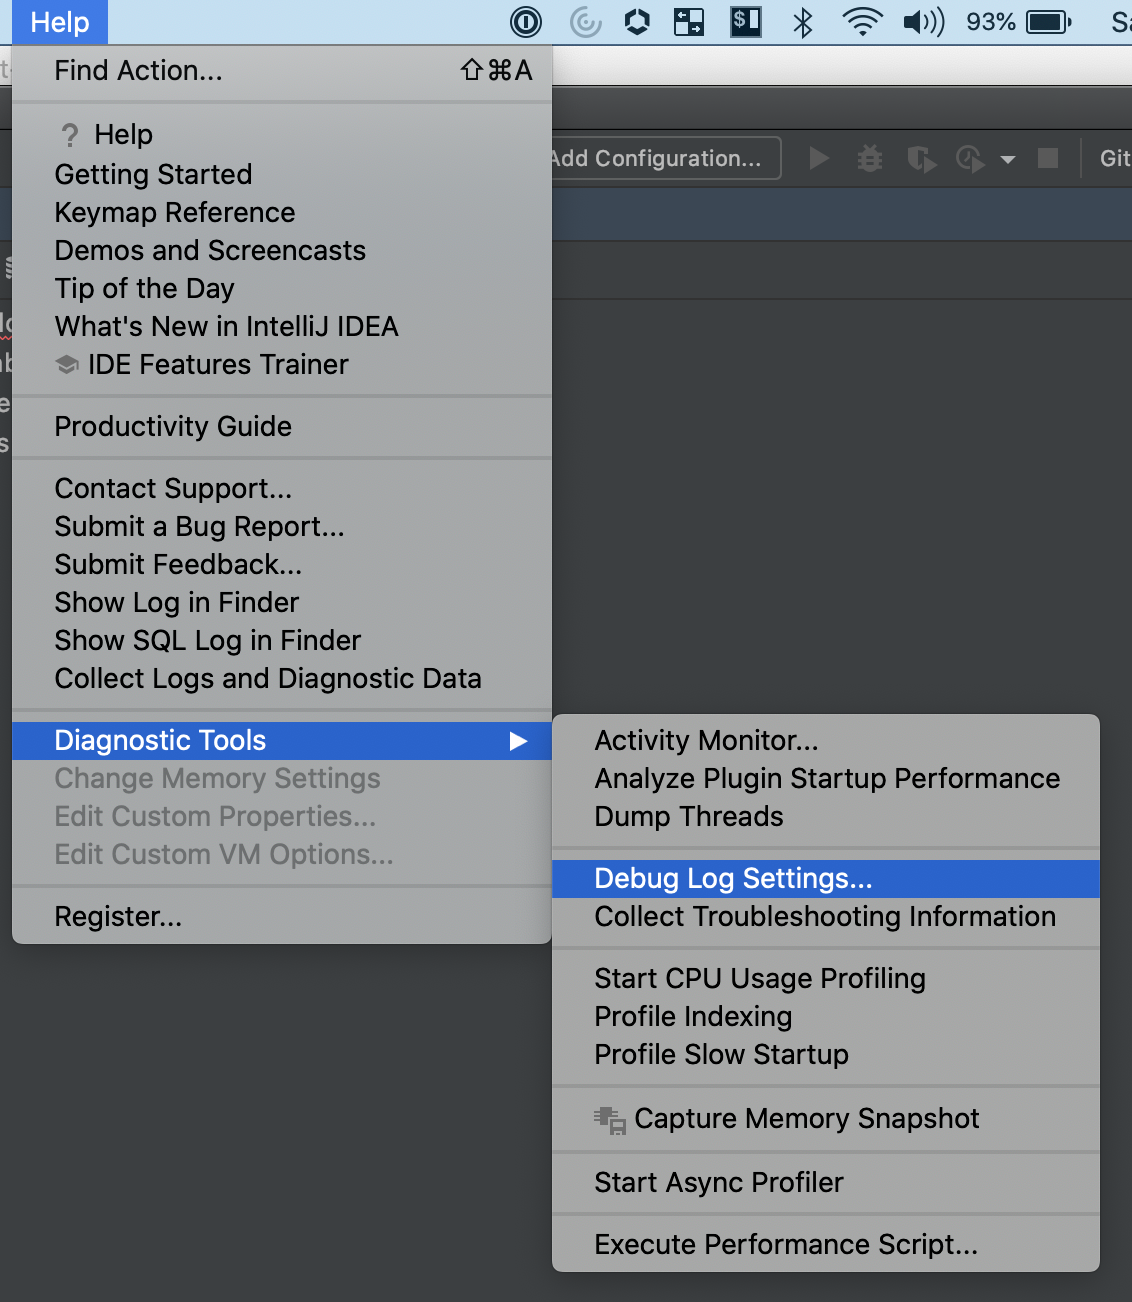 Help
93%
Find Action... ⇧⌘A
Add Configuration...
Git
Help
Getting Started
Keymap Reference
Demos and Screencasts
Tip of the Day
What's New in IntelliJ IDEA
IDE Features Trainer
Productivity Guide
Contact Support...
Submit a Bug Report...
Submit Feedback...
Show Log in Finder
Show SQL Log in Finder
Collect Logs and Diagnostic Data
Diagnostic Tools
Change Memory Settings
Edit Custom Properties...
Edit Custom VM Options...
Register...
Activity Monitor...
Analyze Plugin Startup Performance
Dump Threads
Debug Log Settings...
Collect Troubleshooting Information
Start CPU Usage Profiling
Profile Indexing
Profile Slow Startup
Capture Memory Snapshot
Start Async Profiler
Execute Performance Script...